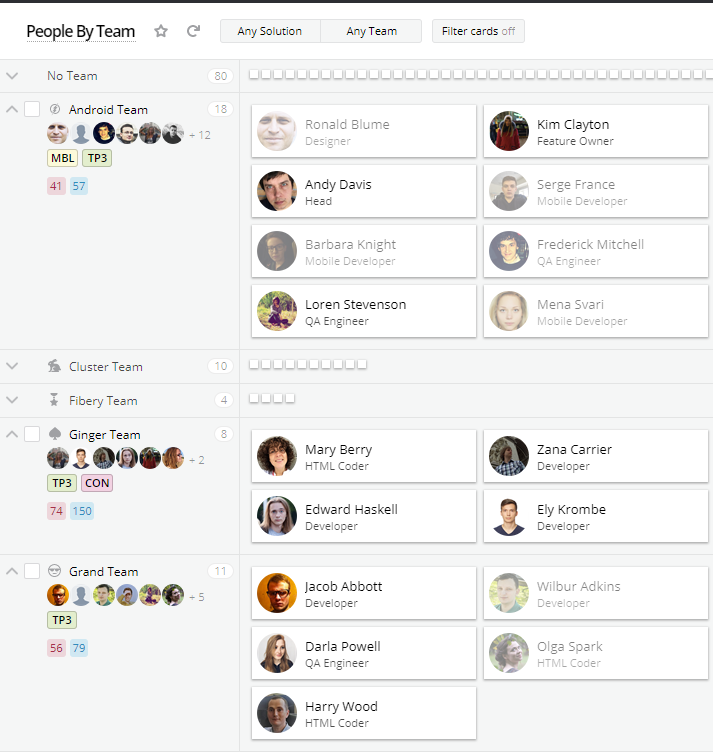 People By Team
Any Solution Any Team Filter cards off
No Team 80
Android Team 18
+ 12
MBL TP3
41 57
Ronald Blume
Designer
Kim Clayton
Feature Owner
Andy Davis
Head
Serge France
Mobile Developer
Barbara Knight
Mobile Developer
Frederick Mitchell
QA Engineer
Loren Stevenson
QA Engineer
Mena Svari
Mobile Developer
Cluster Team 10
Fibery Team 4
Ginger Team 8
+ 2
TP3 CON
74 150
Mary Berry
HTML Coder
Zana Carrier
Developer
Edward Haskell
Developer
Ely Krombe
Developer
Grand Team 11
+ 5
TP3
56 79
Jacob Abbott
Developer
Wilbur Adkins
Developer
Darla Powell
QA Engineer
Olga Spark
HTML Coder
Harry Wood
HTML Coder